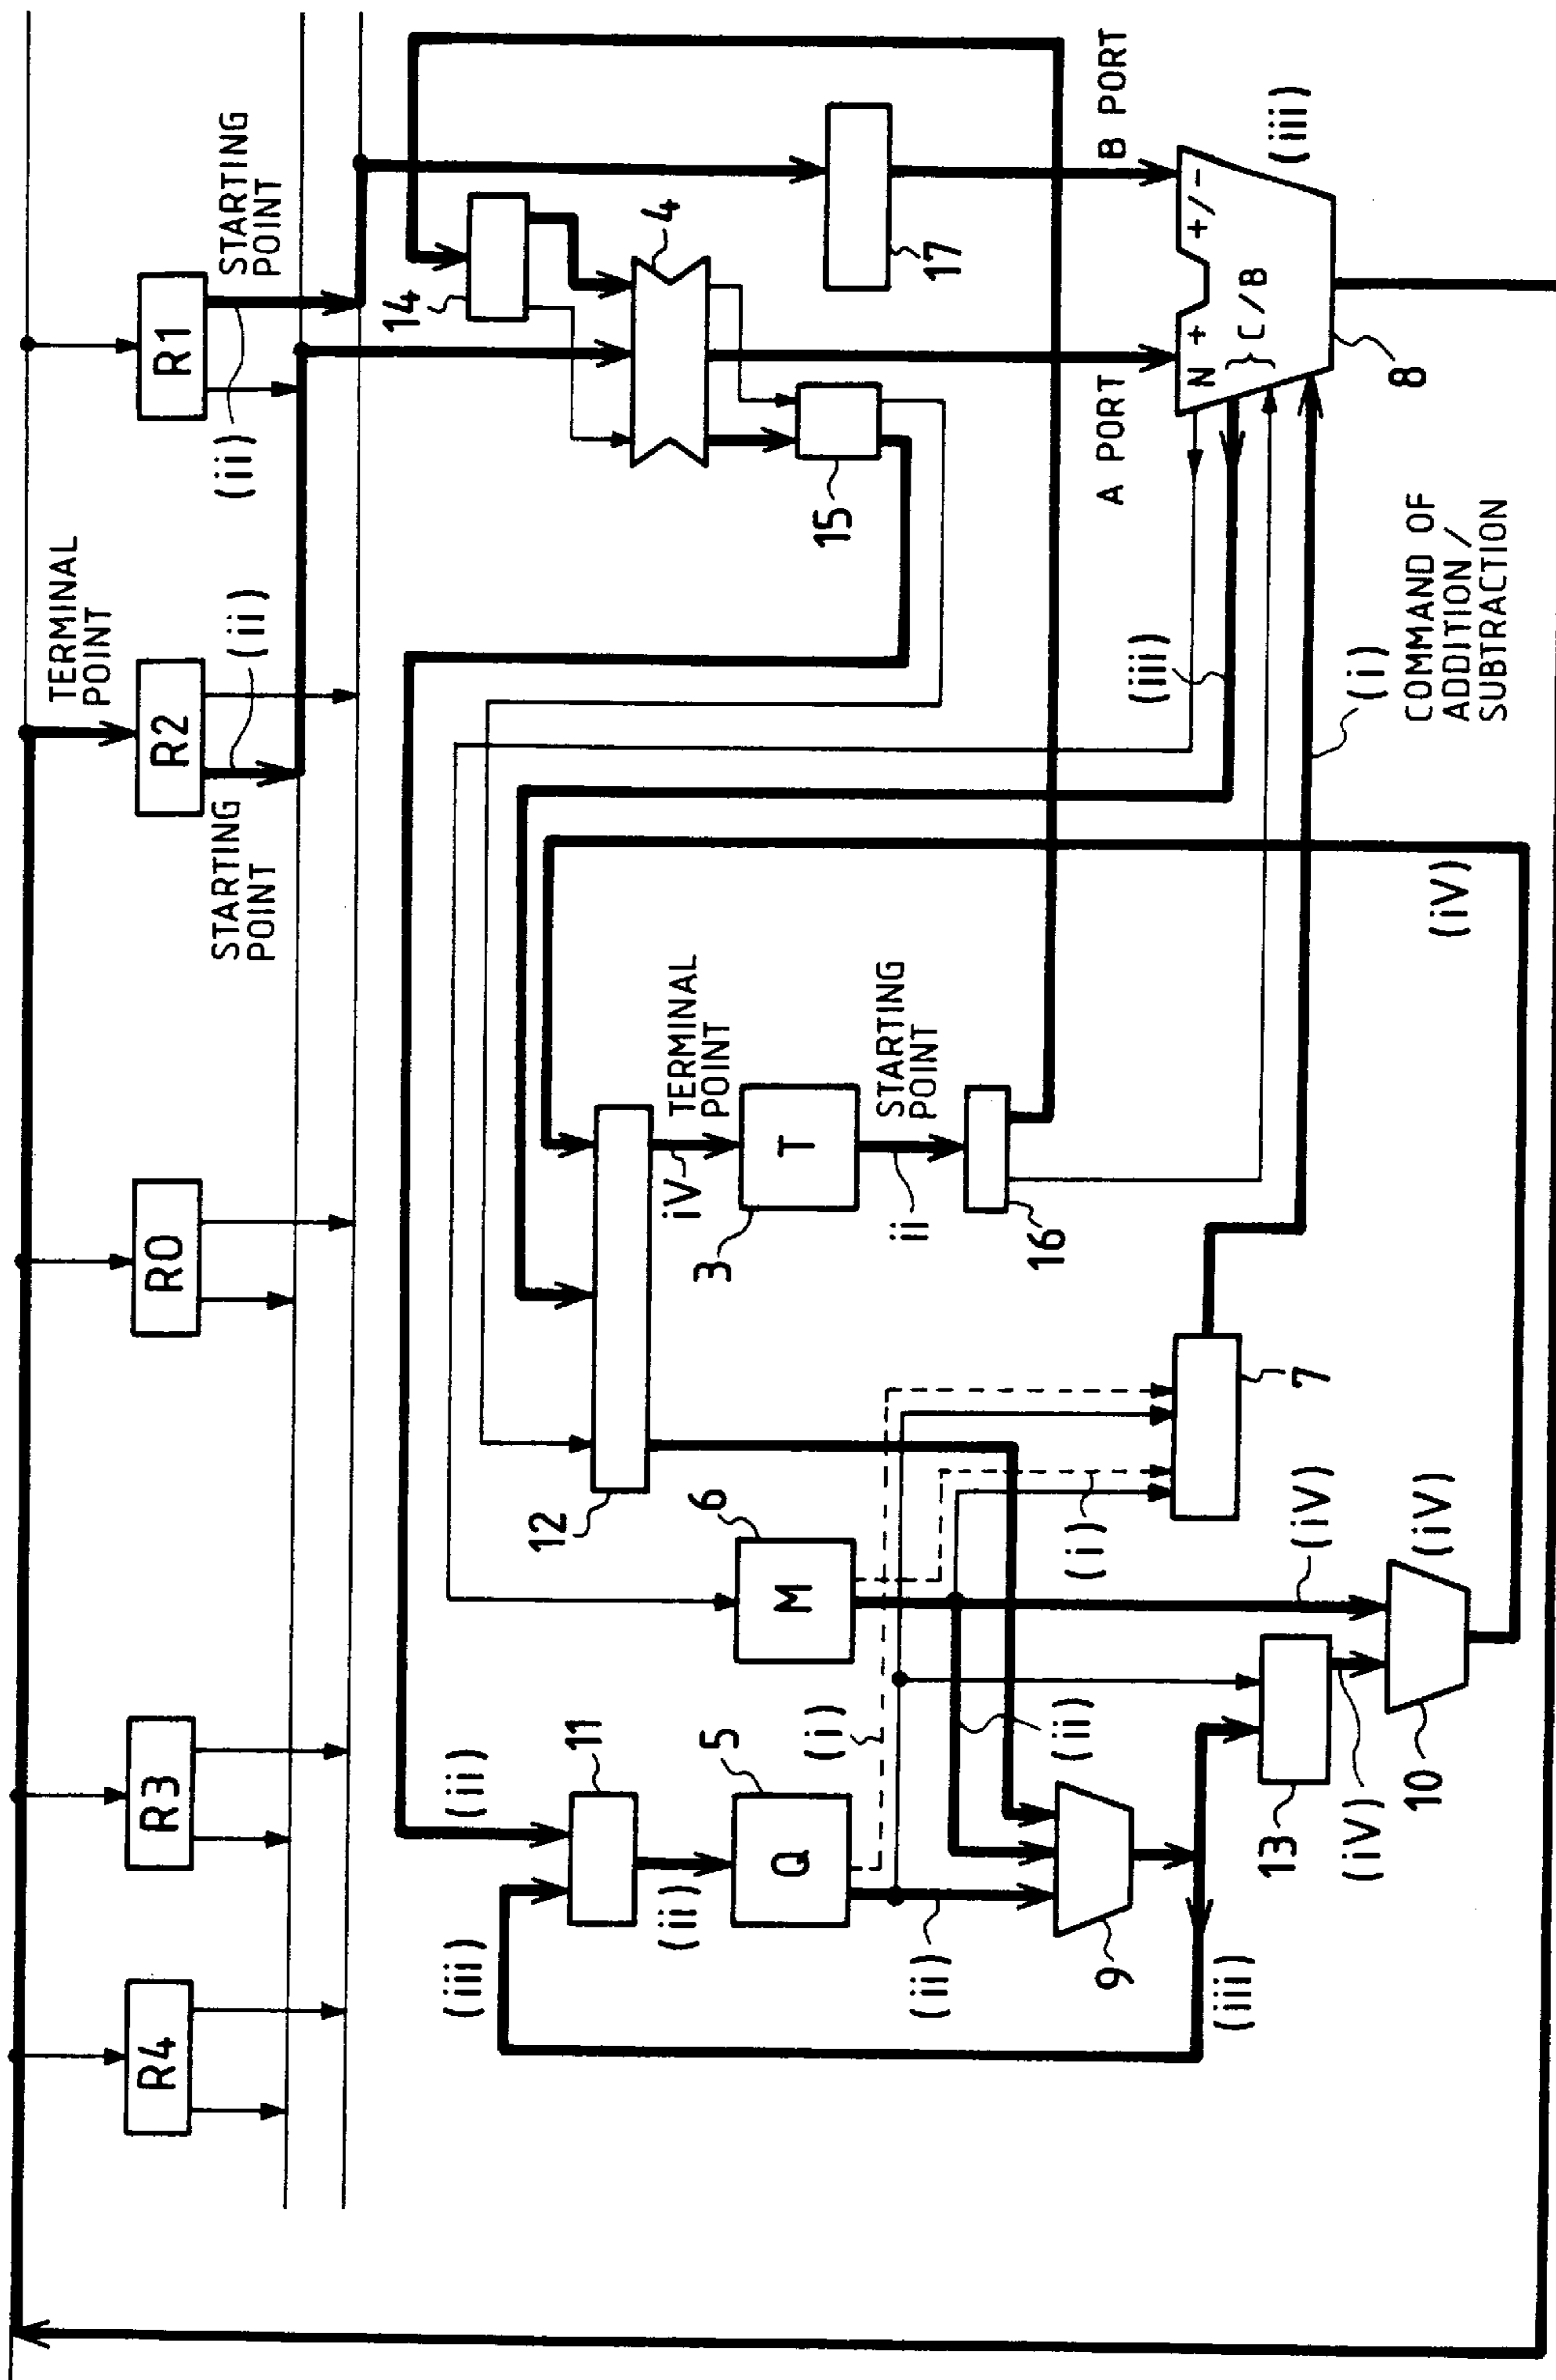 R4
R3
R0
R2
R1
TERMINAL
POINT
STARTING
POINT
(ii)
(ii)
STARTING
POINT
(iii)
(ii)
11
(ii)
12
14
4
Q
5
M
6
T
3
iV
TERMINAL
POINT
15
17
(ii)
(i)
ii
STARTING
POINT
16
9
(ii)
(i)
(iii)
A PORT
B PORT
(iii)
13
7
(i)
N
+
+/-
} C/B
(iii)
8
(iV)
10
(iV)
(iV)
(iV)
COMMAND OF
ADDITION /
SUBTRACTION